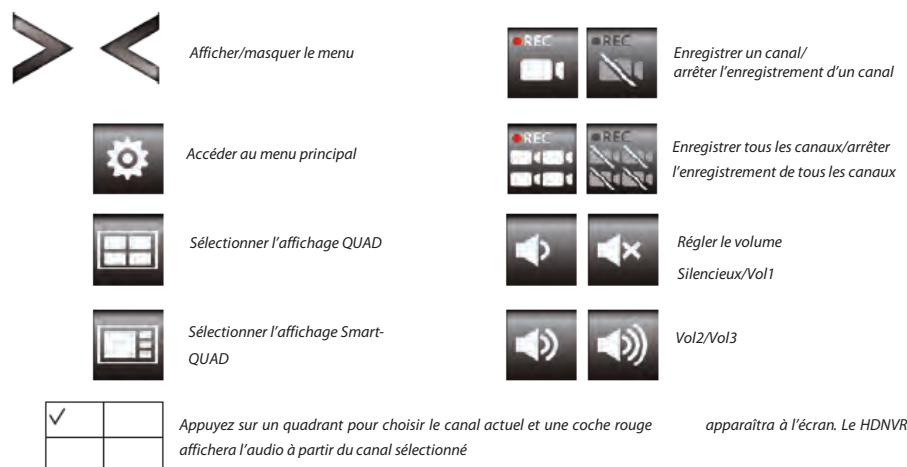 Afficher/masquer le menu
REC
REC
Enregistrer un canal/
arrêter l’enregistrement d’un canal
Accéder au menu principal
REC
REC
Enregistrer tous les canaux/arrêter
l’enregistrement de tous les canaux
Sélectionner l’affichage QUAD
Régler le volume
Silencieux/Vol1
Sélectionner l’affichage Smart-
QUAD
Vol2/Vol3
Appuyez sur un quadrant pour choisir le canal actuel et une coche rouge apparaîtra à l’écran. Le HDNVR
affichera l’audio à partir du canal sélectionné